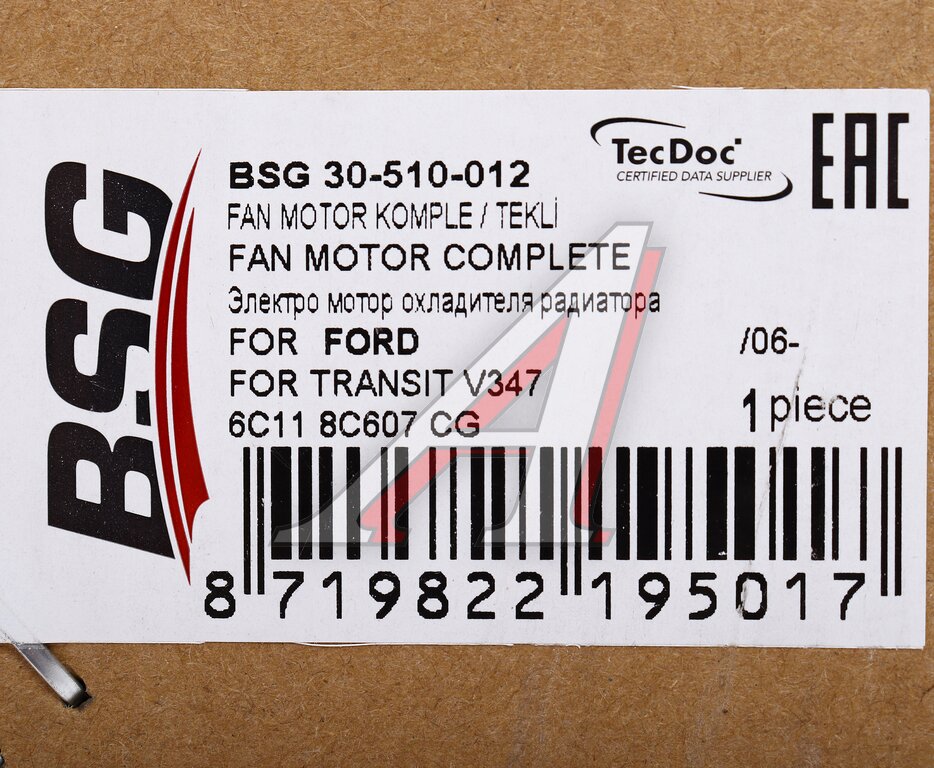 BSG
BSG 30-510-012
FAN MOTOR KOMPLE / TEKLİ
FAN MOTOR COMPLETE
Электро мотор охладителя радиатора
FOR FORD /06-
FOR TRANSIT V347
6C11 8C607 CG
1 piece
TecDoc
CERTIFIED DATA SUPPLIER
EAC
8 719822 195017